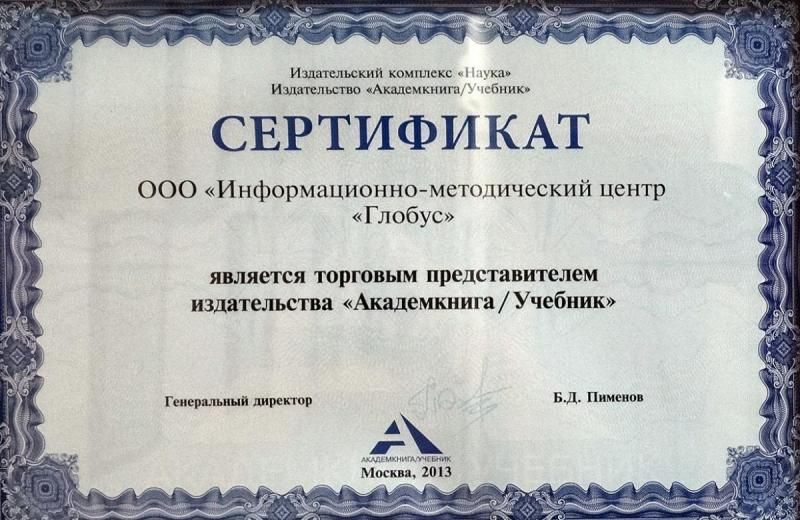 Издательский комплекс «Наука»
Издательство «Академкнига/Учебник»
СЕРТИФИКАТ
ООО «Информационно-методический центр
«Глобус»
является торговым представителем
издательства «Академкнига/Учебник»
Генеральный директор
Б.Д. Пименов
АКАДЕМКНИГА/УЧЕБНИК
Москва, 2013